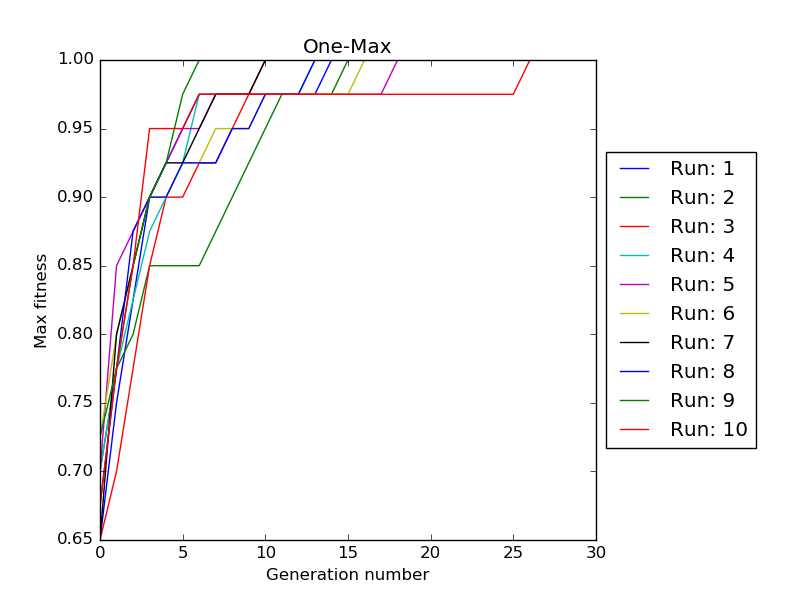 One-Max
Max fitness
1.00
0.95
0.90
0.85
0.80
0.75
0.70
0.65
0 5 10 15 20 25 30
Generation number
Run: 1
Run: 2
Run: 3
Run: 4
Run: 5
Run: 6
Run: 7
Run: 8
Run: 9
Run: 10